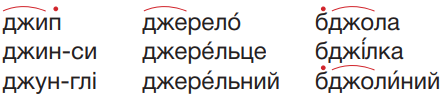 джип джерело́ бджола
джин-си джере́льце бджі́лка
джун-глі джере́льний бджоли́ний